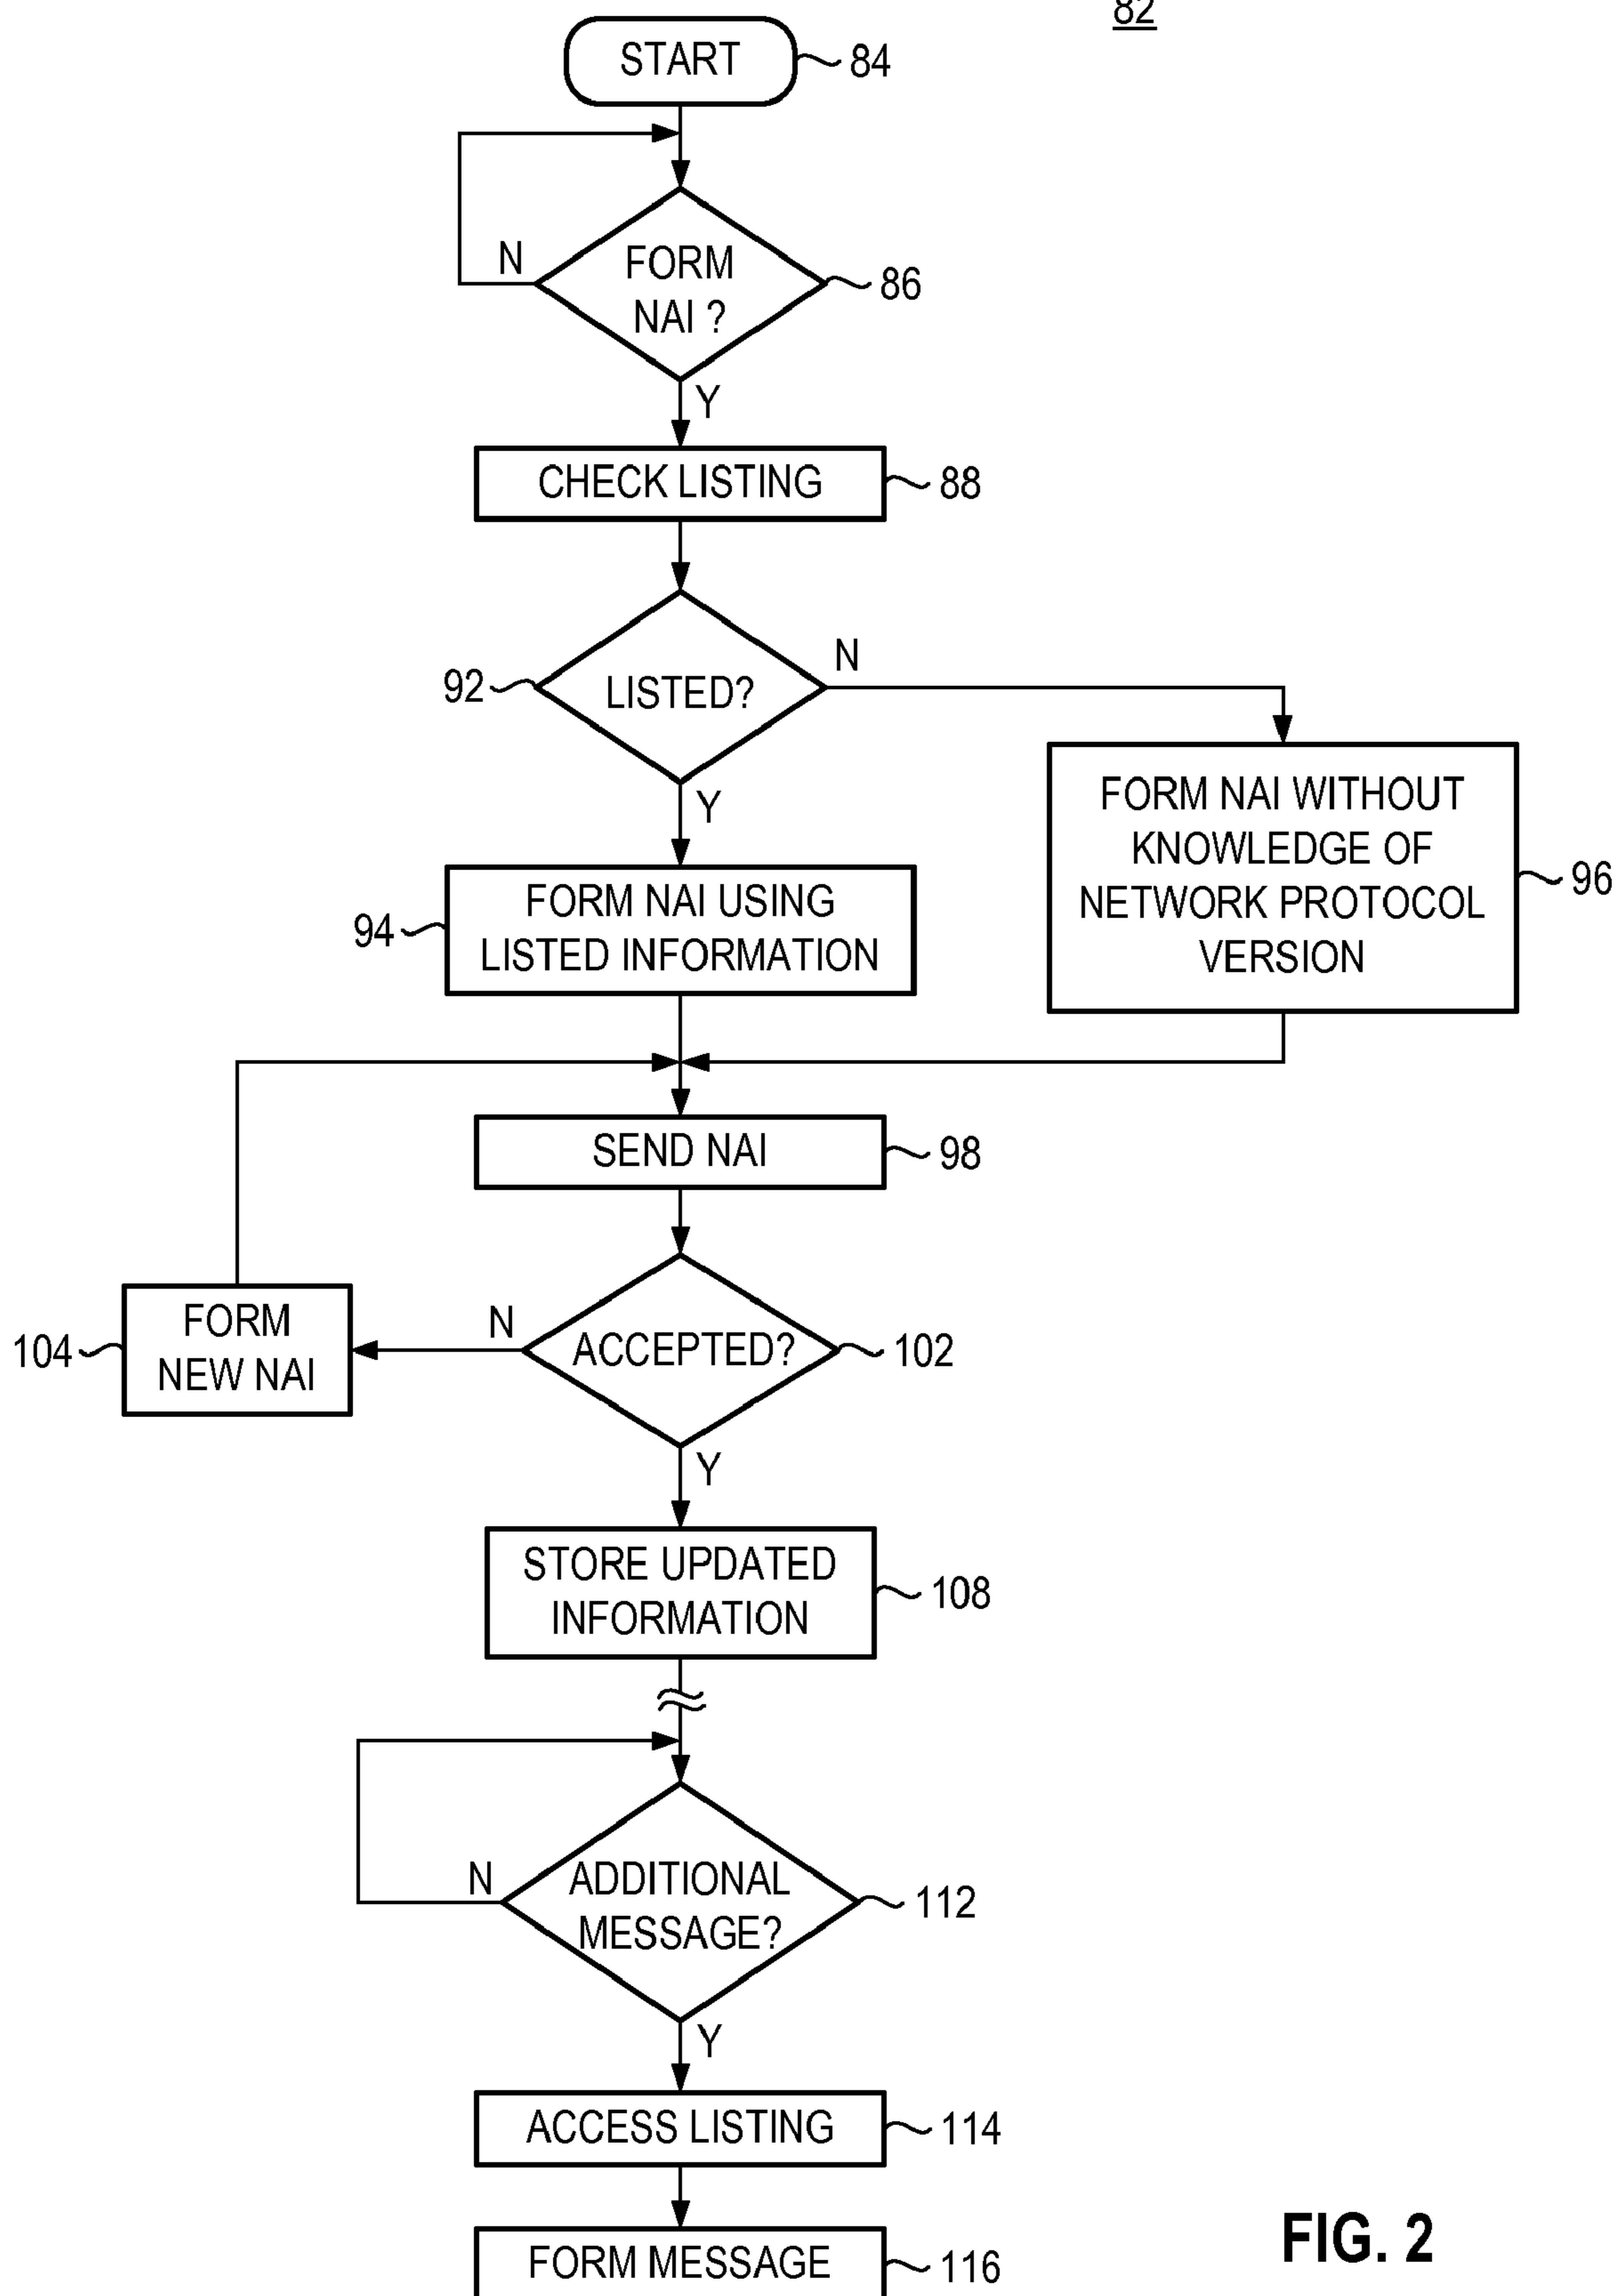 82
START
84
N
FORM
NAI ?
86
Y
CHECK LISTING
88
N
92
LISTED?
Y
FORM NAI WITHOUT
KNOWLEDGE OF
NETWORK PROTOCOL
VERSION
96
94
FORM NAI USING
LISTED INFORMATION
SEND NAI
98
104
FORM
NEW NAI
N
ACCEPTED?
102
Y
STORE UPDATED
INFORMATION
108
N
ADDITIONAL
MESSAGE?
112
Y
ACCESS LISTING
114
FORM MESSAGE
116
FIG. 2